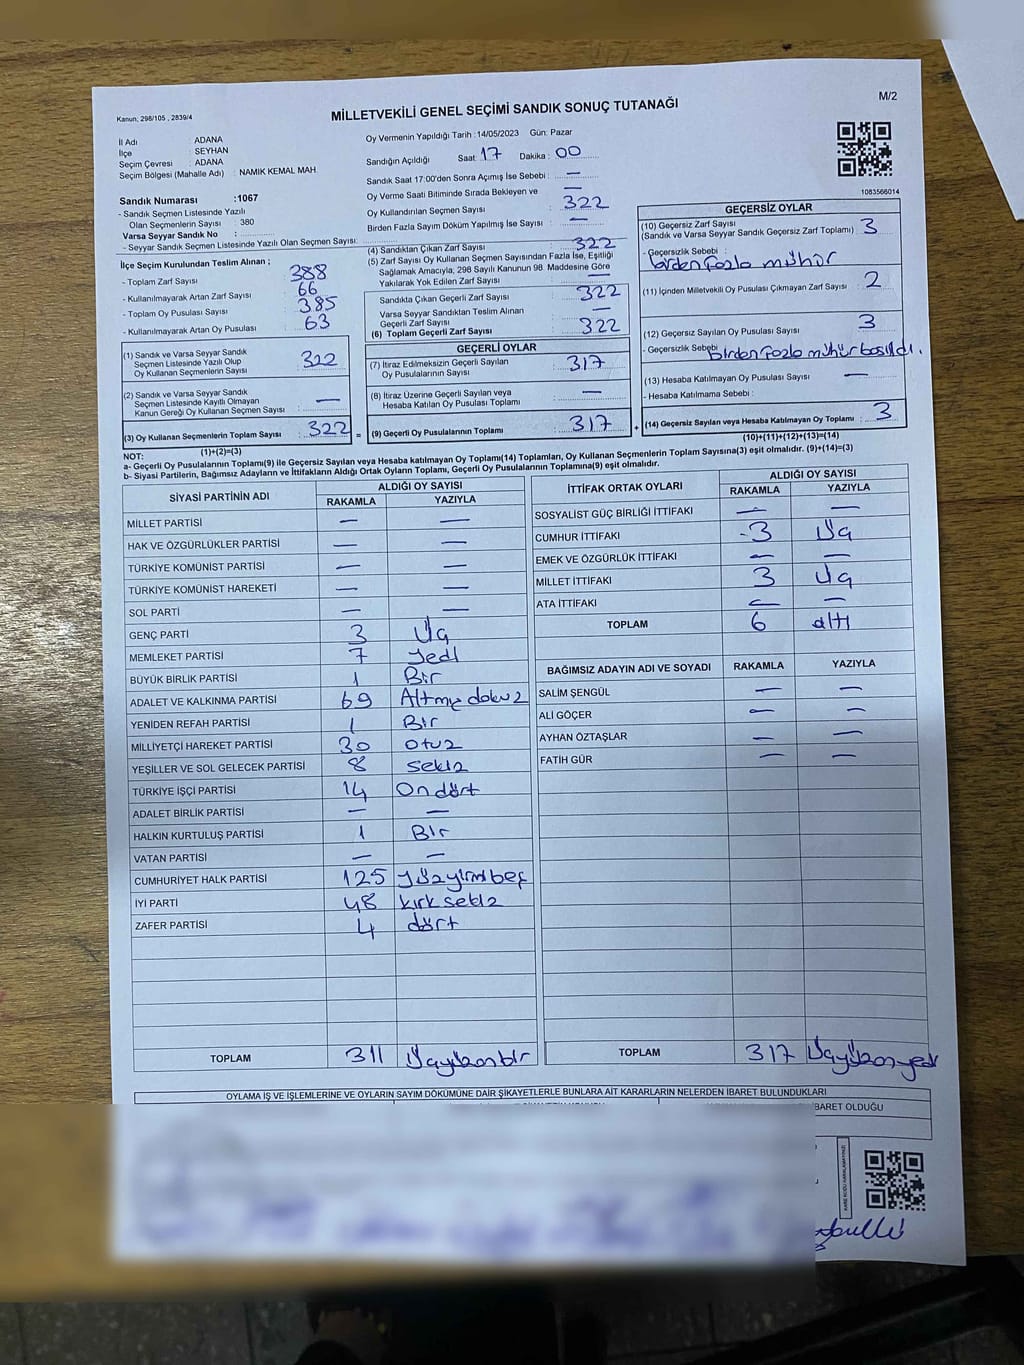 Kanun; 298/105 , 2839/4
MİLLETVEKİLİ GENEL SEÇİMİ SANDIK SONUÇ TUTANAĞI
M/2
İl Adı : ADANA
İlçe : SEYHAN
Seçim Çevresi : ADANA
Seçim Bölgesi (Mahalle Adı) : NAMIK KEMAL MAH
Sandık Numarası :1067
- Sandık Seçmen Listesinde Yazılı
Olan Seçmenlerin Sayısı : 380
Varsa Seyyar Sandık No :
- Seyyar Sandık Seçmen Listesinde Yazılı Olan Seçmen Sayısı:
Oy Vermenin Yapıldığı Tarih :14/05/2023 Gün: Pazar
Sandığın Açıldığı Saat: 17 Dakika: 00
Sandık Saat 17:00'den Sonra Açımış İse Sebebi : —
Oy Verme Saati Bitiminde Sırada Bekleyen ve —
Oy Kullandırılan Seçmen Sayısı : 322
Birden Fazla Sayım Döküm Yapılmış İse Sayısı : —
1083566014
İlçe Seçim Kurulundan Teslim Alınan ;
- Toplam Zarf Sayısı : 388
- Kullanılmayarak Artan Zarf Sayısı : 66
- Toplam Oy Pusulası Sayısı : 385
- Kullanılmayarak Artan Oy Pusulası : 63
(4) Sandıktan Çıkan Zarf Sayısı : 322
(5) Zarf Sayısı Oy Kullanan Seçmen Sayısından Fazla İse, Eşitliği
Sağlamak Amacıyla, 298 Sayılı Kanunun 98. Maddesine Göre
Yakılarak Yok Edilen Zarf Sayısı : —
Sandıkta Çıkan Geçerli Zarf Sayısı : 322
Varsa Seyyar Sandıktan Teslim Alınan
Geçerli Zarf Sayısı : —
(6) Toplam Geçerli Zarf Sayısı : 322
GEÇERSİZ OYLAR
(10) Geçersiz Zarf Sayısı
(Sandık ve Varsa Seyyar Sandık Geçersiz Zarf Toplamı) : 3
- Geçersizlik Sebebi :
birden fazla mühür
(11) İçinden Milletvekili Oy Pusulası Çıkmayan Zarf Sayısı : 2
(12) Geçersiz Sayılan Oy Pusulası Sayısı : 3
- Geçersizlik Sebebi birden fazla mühür basıldı.
(13) Hesaba Katılmayan Oy Pusulası Sayısı : —
- Hesaba Katılmama Sebebi :
(14) Geçersiz Sayılan veya Hesaba Katılmayan Oy Toplamı : 3
(10)+(11)+(12)+(13)=(14)
(1) Sandık ve Varsa Seyyar Sandık
Seçmen Listesinde Yazılı Olup
Oy Kullanan Seçmenlerin Sayısı : 322
(2) Sandık ve Varsa Seyyar Sandık
Seçmen Listesinde Kayıtlı Olmayan
Kanun Gereği Oy Kullanan Seçmen Sayısı : —
(3) Oy Kullanan Seçmenlerin Toplam Sayısı : 322 =
(1)+(2)=(3)
GEÇERLİ OYLAR
(7) İtiraz Edilmeksizin Geçerli Sayılan
Oy Pusulalarının Sayısı : 317
(8) İtiraz Üzerine Geçerli Sayılan veya
Hesaba Katılan Oy Pusulası Toplamı : —
(9) Geçerli Oy Pusulalarının Toplamı : 317 +
NOT:
a- Geçerli Oy Pusulalarının Toplamı(9) ile Geçersiz Sayılan veya Hesaba katılmayan Oy Toplamı(14) Toplamları, Oy Kullanan Seçmenlerin Toplam Sayısına(3) eşit olmalıdır. (9)+(14)=(3)
b- Siyasi Partilerin, Bağımsız Adayların ve İttifakların Aldığı Ortak Oyların Toplamı, Geçerli Oy Pusulalarının Toplamına(9) eşit olmalıdır.
SİYASİ PARTİNİN ADI ALDIĞI OY SAYISI
RAKAMLA YAZIYLA
MİLLET PARTİSİ — —
HAK VE ÖZGÜRLÜKLER PARTİSİ — —
TÜRKİYE KOMÜNİST PARTİSİ — —
TÜRKİYE KOMÜNİST HAREKETİ — —
SOL PARTİ — —
GENÇ PARTİ 3 Üç
MEMLEKET PARTİSİ 7 yedi
BÜYÜK BİRLİK PARTİSİ 1 Bir
ADALET VE KALKINMA PARTİSİ 69 Altmış dokuz
YENİDEN REFAH PARTİSİ 1 Bir
MİLLİYETÇİ HAREKET PARTİSİ 30 otuz
YEŞİLLER VE SOL GELECEK PARTİSİ 8 sekiz
TÜRKİYE İŞÇİ PARTİSİ 14 On dört
ADALET BİRLİK PARTİSİ — —
HALKIN KURTULUŞ PARTİSİ 1 Bir
VATAN PARTİSİ — —
CUMHURİYET HALK PARTİSİ 125 yüzyirmibeş
İYİ PARTİ 48 kırk sekiz
ZAFER PARTİSİ 4 dört
TOPLAM 311 Üçyüzonbir
İTTİFAK ORTAK OYLARI ALDIĞI OY SAYISI
RAKAMLA YAZIYLA
SOSYALİST GÜÇ BİRLİĞİ İTTİFAKI — —
CUMHUR İTTİFAKI 3 Üç
EMEK VE ÖZGÜRLÜK İTTİFAKI — —
MİLLET İTTİFAKI 3 Üç
ATA İTTİFAKI — —
TOPLAM 6 altı
BAĞIMSIZ ADAYIN ADI VE SOYADI RAKAMLA YAZIYLA
SALİM ŞENGÜL — —
ALİ GÖÇER — —
AYHAN ÖZTAŞLAR — —
FATİH GÜR — —
TOPLAM 317 Üçyüzonyedi
OYLAMA İŞ VE İŞLEMLERİNE VE OYLARIN SAYIM DÖKÜMÜNE DAİR ŞİKAYETLERLE BUNLARA AİT KARARLARIN NELERDEN İBARET BULUNDUKLARI
İBARET OLDUĞU